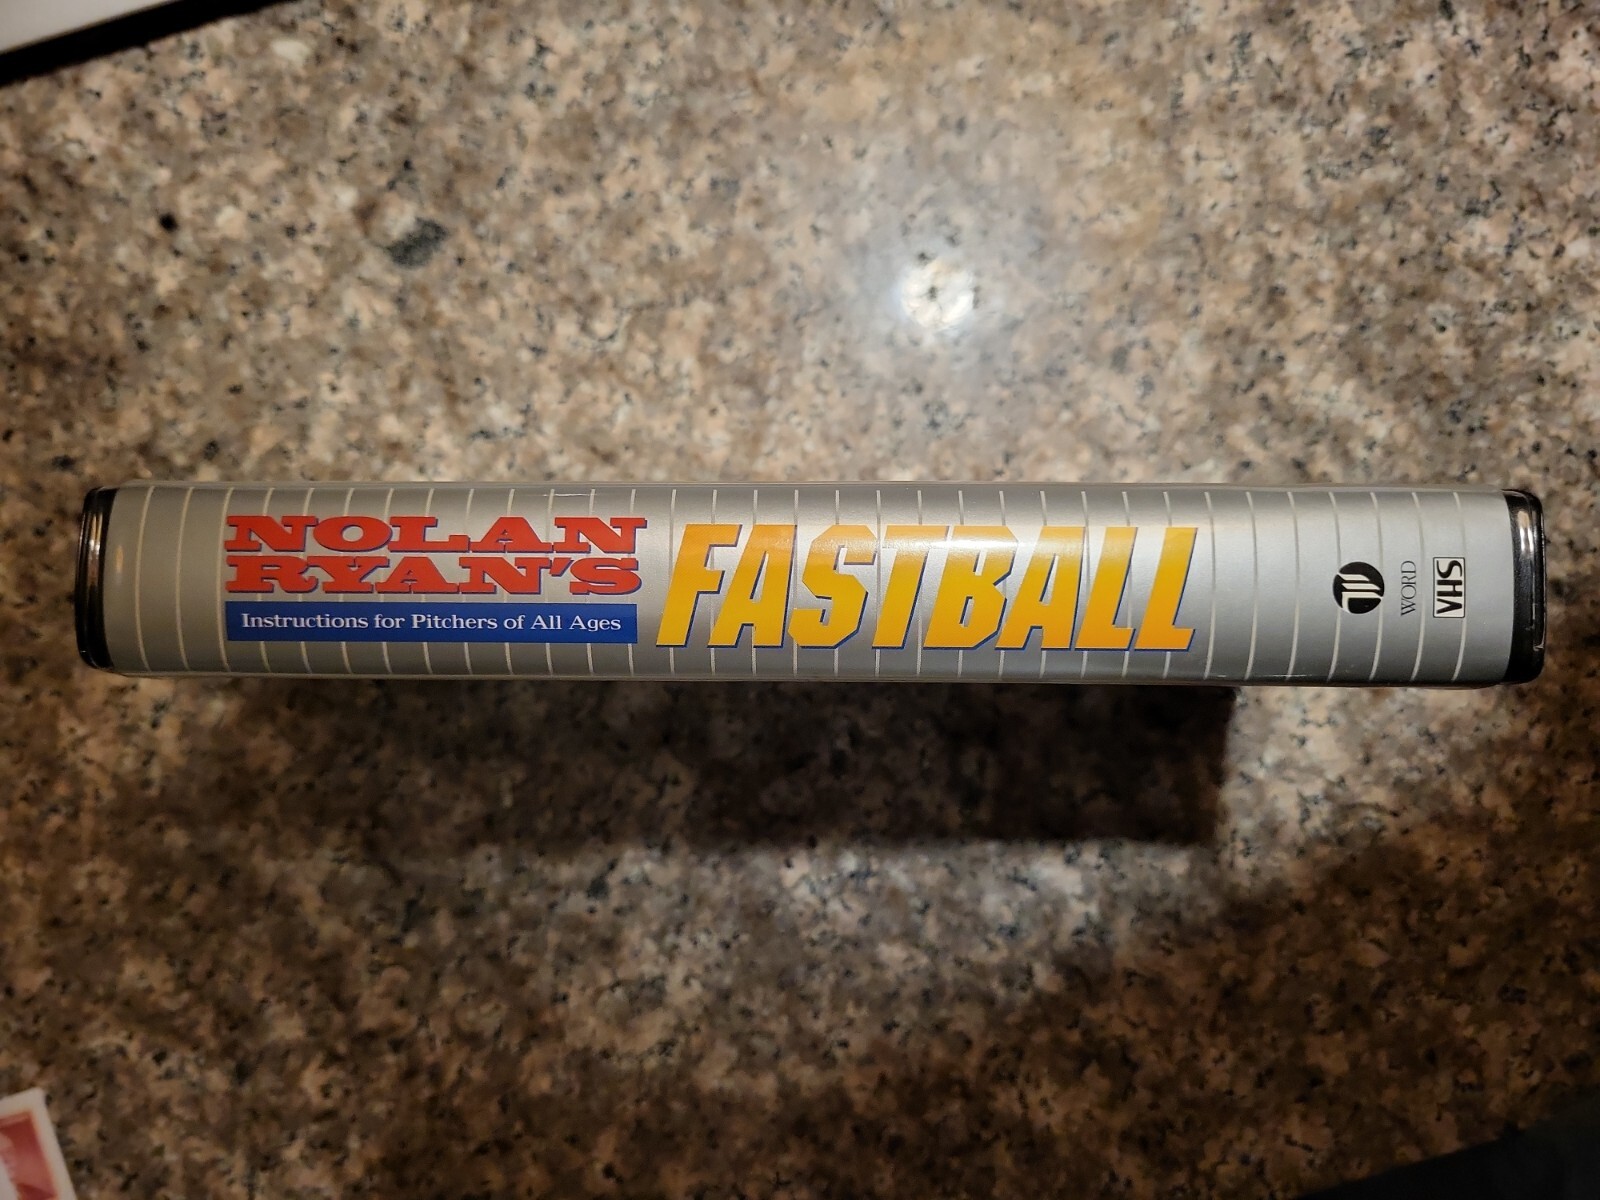 NOLAN
RYAN'S
Instructions for Pitchers of All Ages
FASTBALL
WORD
VHS